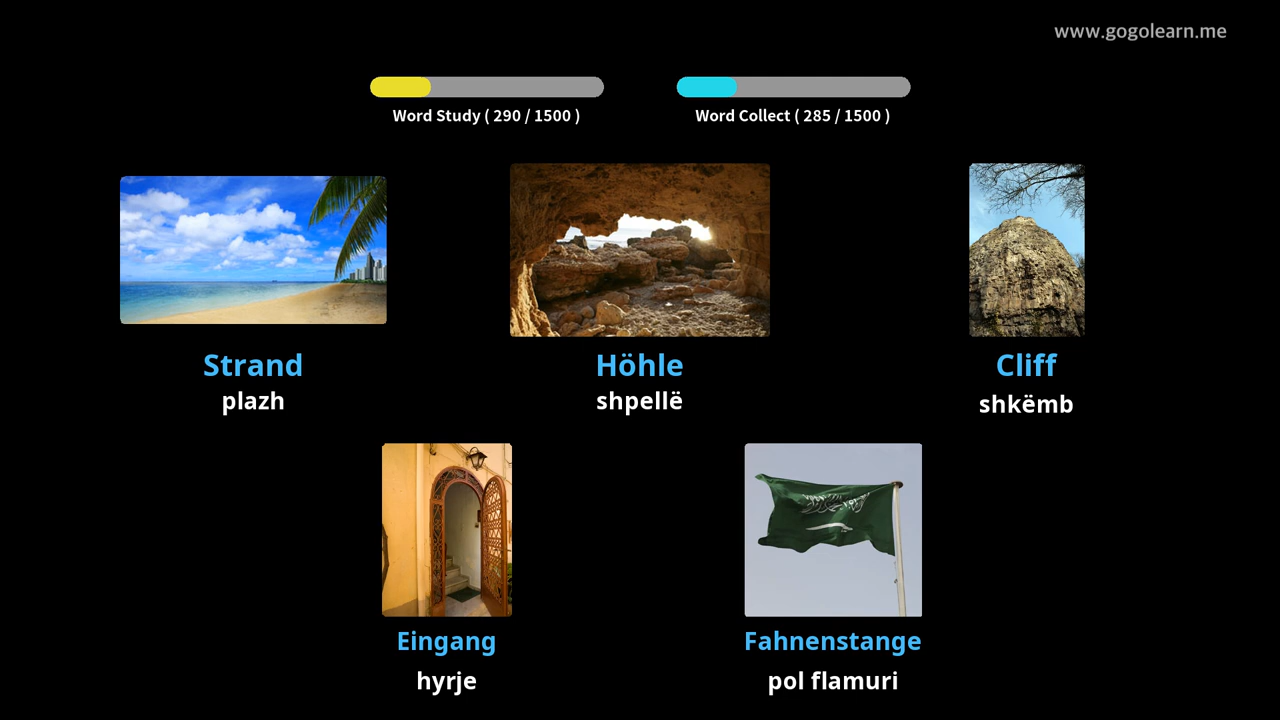 www.gogolearn.me
Word Study ( 290 / 1500 )
Word Collect ( 285 / 1500 )
Strand
plazh
Höhle
shpellë
Cliff
shkëmb
Eingang
hyrje
Fahnenstange
pol flamuri